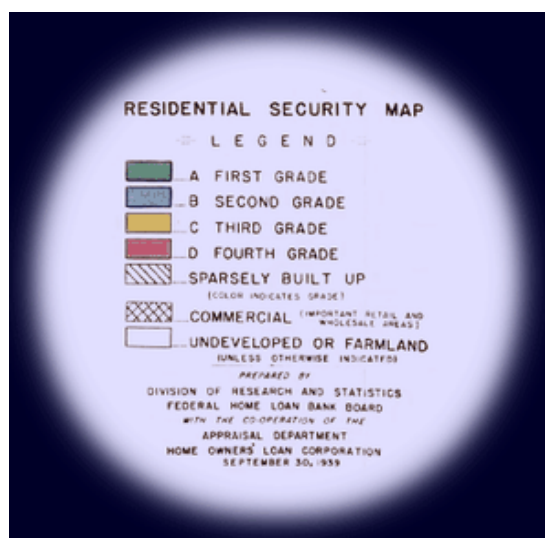 RESIDENTIAL SECURITY MAP
LEGEND
A FIRST GRADE
B SECOND GRADE
C THIRD GRADE
D FOURTH GRADE
SPARSELY BUILT UP
(COLOR INDICATES GRADE)
COMMERCIAL (IMPORTANT RETAIL AND
WHOLESALE AREAS)
UNDEVELOPED OR FARMLAND
(UNLESS OTHERWISE INDICATED)
PREPARED BY
DIVISION OF RESEARCH AND STATISTICS
FEDERAL HOME LOAN BANK BOARD
WITH THE CO-OPERATION OF THE
APPRAISAL DEPARTMENT
HOME OWNERS' LOAN CORPORATION
SEPTEMBER 30, 1939